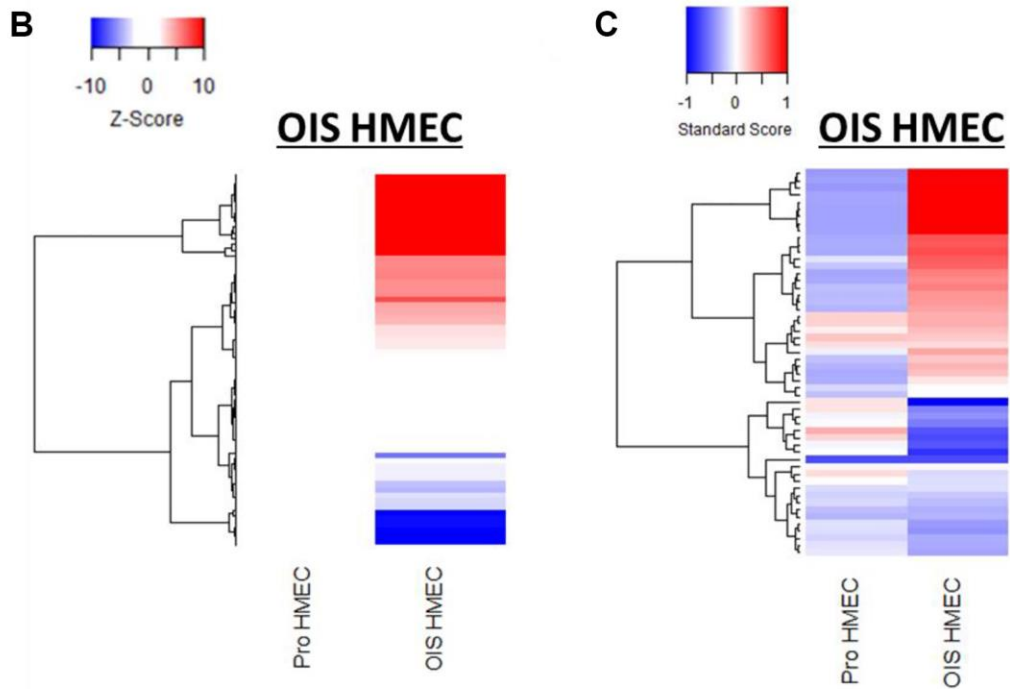 B
-10 0 10
Z-Score
OIS HMEC
Pro HMEC
OIS HMEC
C
-1 0 1
Standard Score
OIS HMEC
Pro HMEC
OIS HMEC